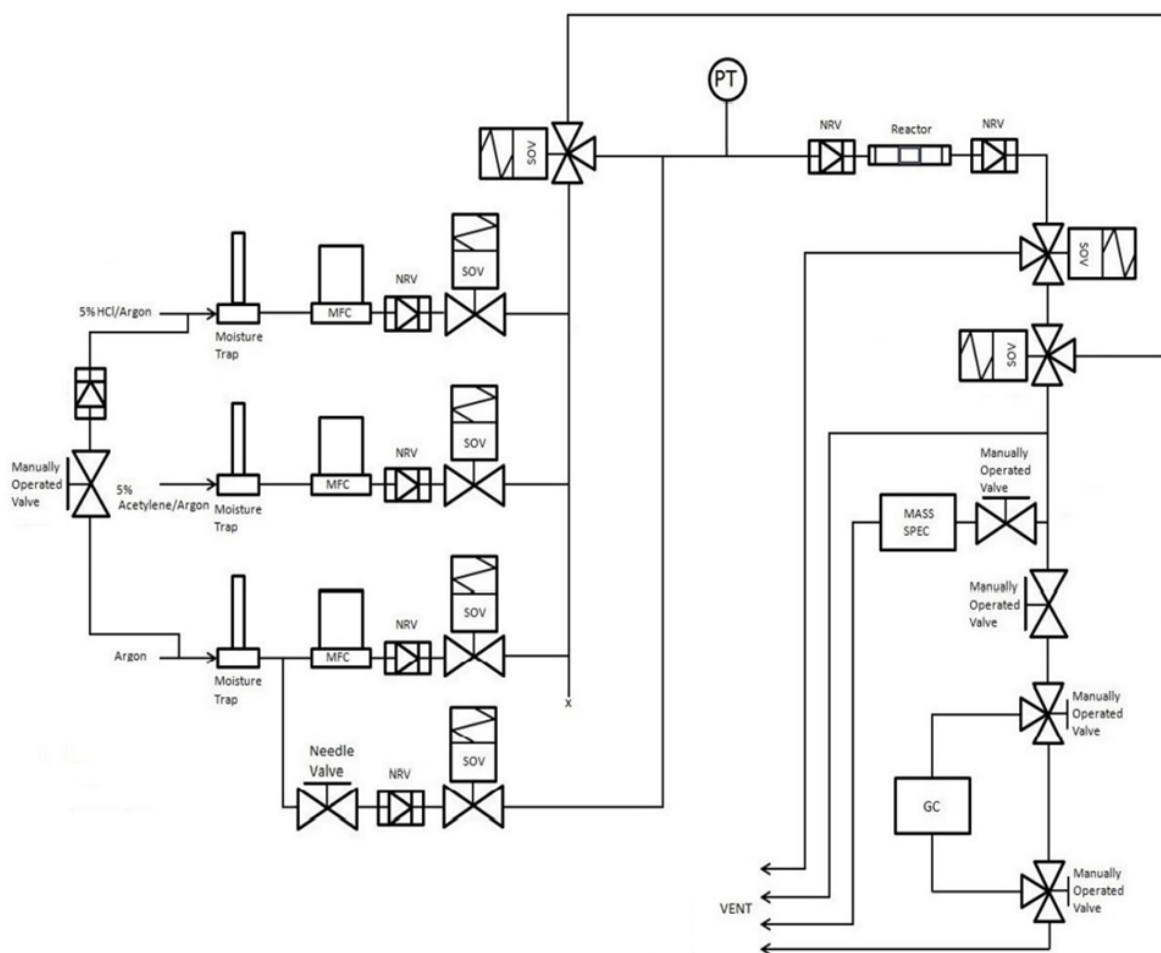 PT
NRV
Reactor
NRV
SOV
SOV
SOV
NRV
5% HCl/Argon
MFC
Moisture
Trap
SOV
SOV
NRV
Manually
Operated
Valve
5%
Acetylene/Argon
MFC
Moisture
Trap
Manually
Operated
Valve
MASS
SPEC
SOV
NRV
Manually
Operated
Valve
Argon
MFC
Moisture
Trap
Manually
Operated
Valve
x
Needle
Valve
NRV
SOV
GC
Manually
Operated
Valve
VENT